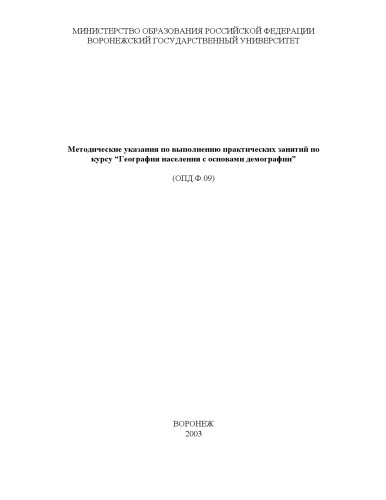 МИНИСТЕРСТВО ОБРАЗОВАНИЯ РОССИЙСКОЙ ФЕДЕРАЦИИ
ВОРОНЕЖСКИЙ ГОСУДАРСТВЕННЫЙ УНИВЕРСИТЕТ
Методические указания по выполнению практических занятий по
курсу “География населения с основами демографии”
(ОПД.Ф.09)
ВОРОНЕЖ
2003